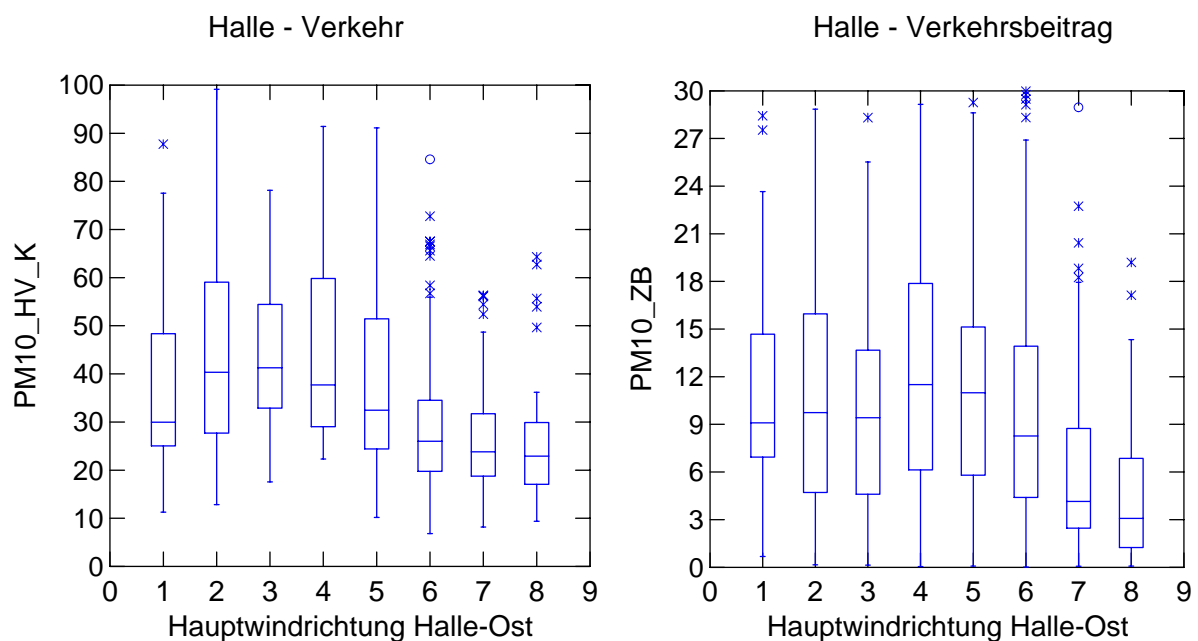 Halle - Verkehr
100
90
80
70
60
50
40
30
20
10
0
PM10_HV_K
0 1 2 3 4 5 6 7 8 9
Hauptwindrichtung Halle-Ost
Halle - Verkehrsbeitrag
30
27
24
21
18
15
12
9
6
3
0
PM10_ZB
0 1 2 3 4 5 6 7 8 9
Hauptwindrichtung Halle-Ost